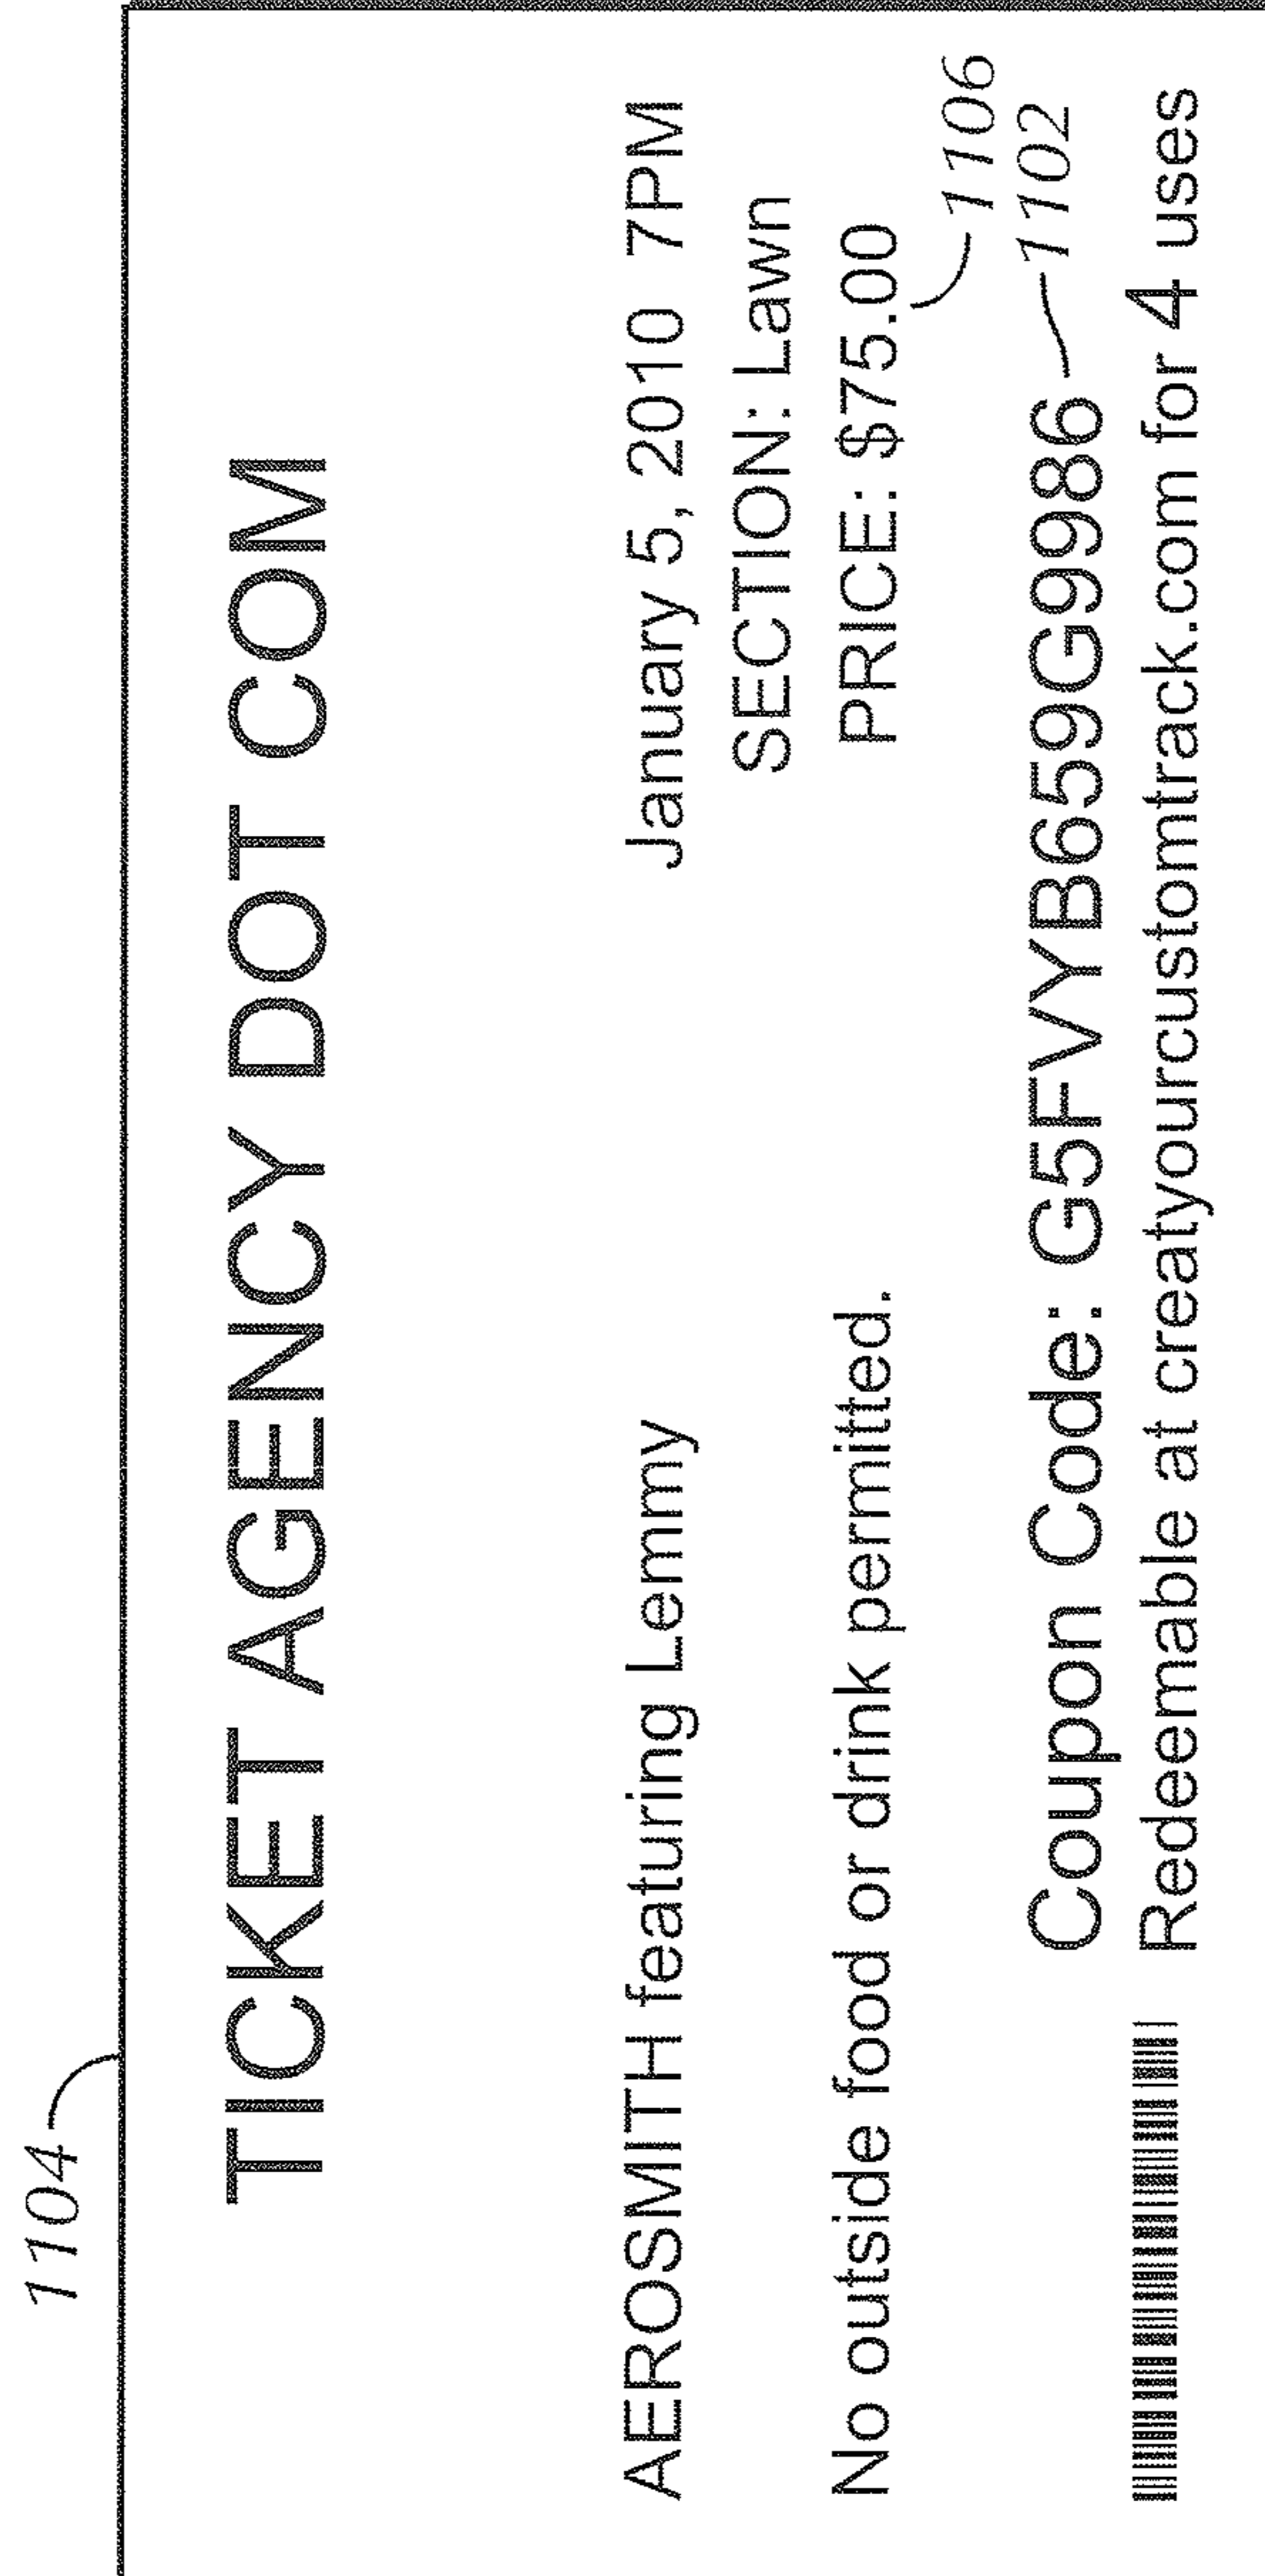 1104
TICKET AGENCY DOT COM
AEROSMITH featuring Lemmy January 5, 2010 7PM
SECTION: Lawn
No outside food or drink permitted. PRICE: $75.00
1106
Coupon Code: G5FVYB659G9986 1102
Redeemable at creatyourcustomtrack.com for 4 uses